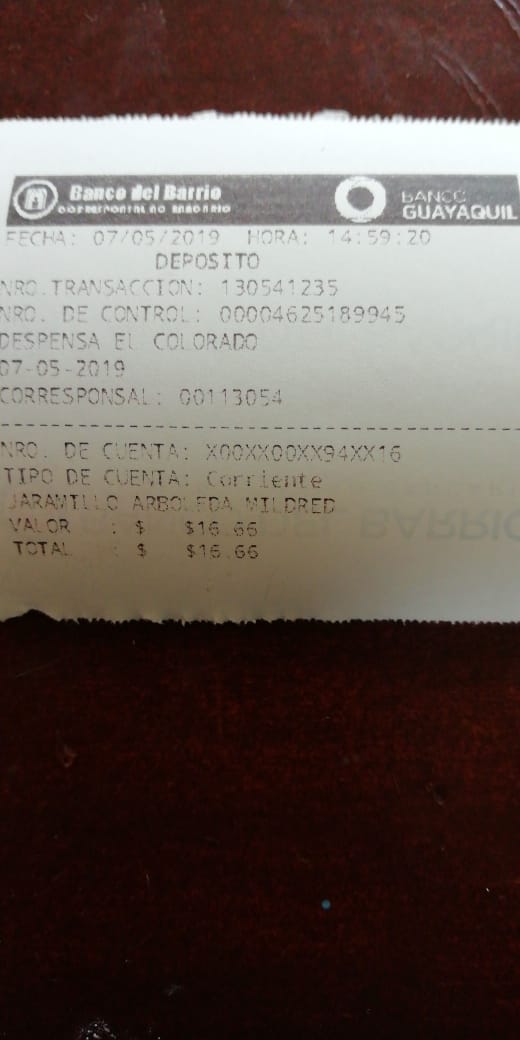 Banco del Barrio
CORRESPONSAL NO BANCARIO
BANCO
GUAYAQUIL
FECHA: 07/05/2019 HORA: 14:59:20
DEPOSITO
NRO.TRANSACCION: 130541235
NRO. DE CONTROL: 00004625189945
DESPENSA EL COLORADO
07-05-2019
CORRESPONSAL: 00113054
NRO. DE CUENTA: X00XX00XX94XX16
TIPO DE CUENTA: Corriente
JARAMILLO ARBOLEDA MILDRED
VALOR : $ $16.66
TOTAL : $ $16.66
BARRIO